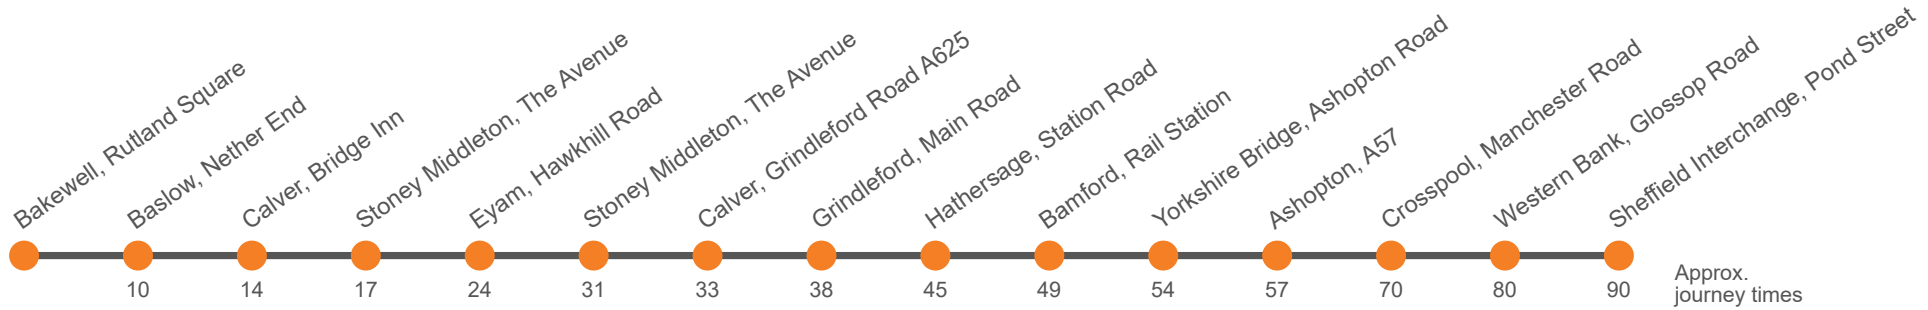 Bakewell, Rutland Square
Baslow, Nether End
Calver, Bridge Inn
Stoney Middleton, The Avenue
Eyam, Hawkhill Road
Stoney Middleton, The Avenue
Calver, Grindleford Road A625
Grindleford, Main Road
Hathersage, Station Road
Bamford, Rail Station
Yorkshire Bridge, Ashopton Road
Ashopton, A57
Crosspool, Manchester Road
Western Bank, Glossop Road
Sheffield Interchange, Pond Street
10 14 17 24 31 33 38 45 49 54 57 70 80 90
Approx.
journey times